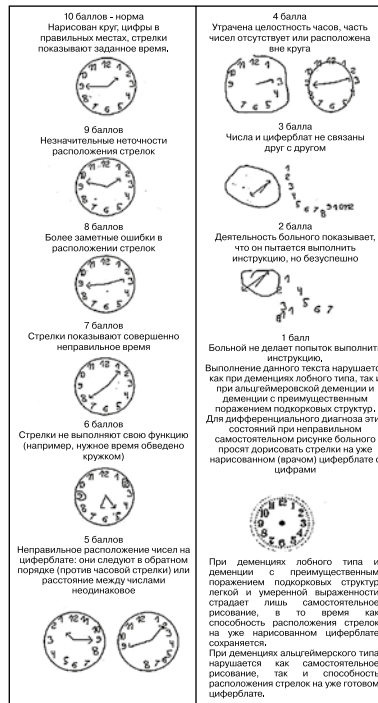 10 баллов - норма
Нарисован круг, цифры в
правильных местах, стрелки
показывают заданное время.
9 баллов
Незначительные неточности
расположения стрелок
8 баллов
Более заметные ошибки в
расположении стрелок
7 баллов
Стрелки показывают совершенно
неправильное время
6 баллов
Стрелки не выполняют свою функцию
(например, нужное время обведено
кружком)
5 баллов
Неправильное расположение чисел на
циферблате: они следуют в обратном
порядке (против часовой стрелки) или
расстояние между числами
неодинаковое
4 балла
Утрачена целостность часов, часть
чисел отсутствует или расположена
вне круга
3 балла
Числа и циферблат не связаны
друг с другом
2 балла
Деятельность больного показывает,
что он пытается выполнить
инструкцию, но безуспешно
1 балл
Больной не делает попыток выполнить
инструкцию.
Выполнение данного текста нарушается
как при деменциях лобного типа, так и
при альцгеймеровской деменции и
деменции с преимущественным
поражением подкорковых структур.
Для дифференциального диагноза этих
состояний при неправильном
самостоятельном рисунке больного
просят дорисовать стрелки на уже
нарисованном (врачом) циферблате с
цифрами
При деменциях лобного типа и
деменции с преимущественным
поражением подкорковых структур
легкой и умеренной выраженности
страдает лишь самостоятельное
рисование, в то время как
способность расположения стрелок
на уже нарисованном циферблате
сохраняется.
При деменциях альцгеймерского типа
нарушается как самостоятельное
рисование, так и способность
расположения стрелок на уже готовом
циферблате.